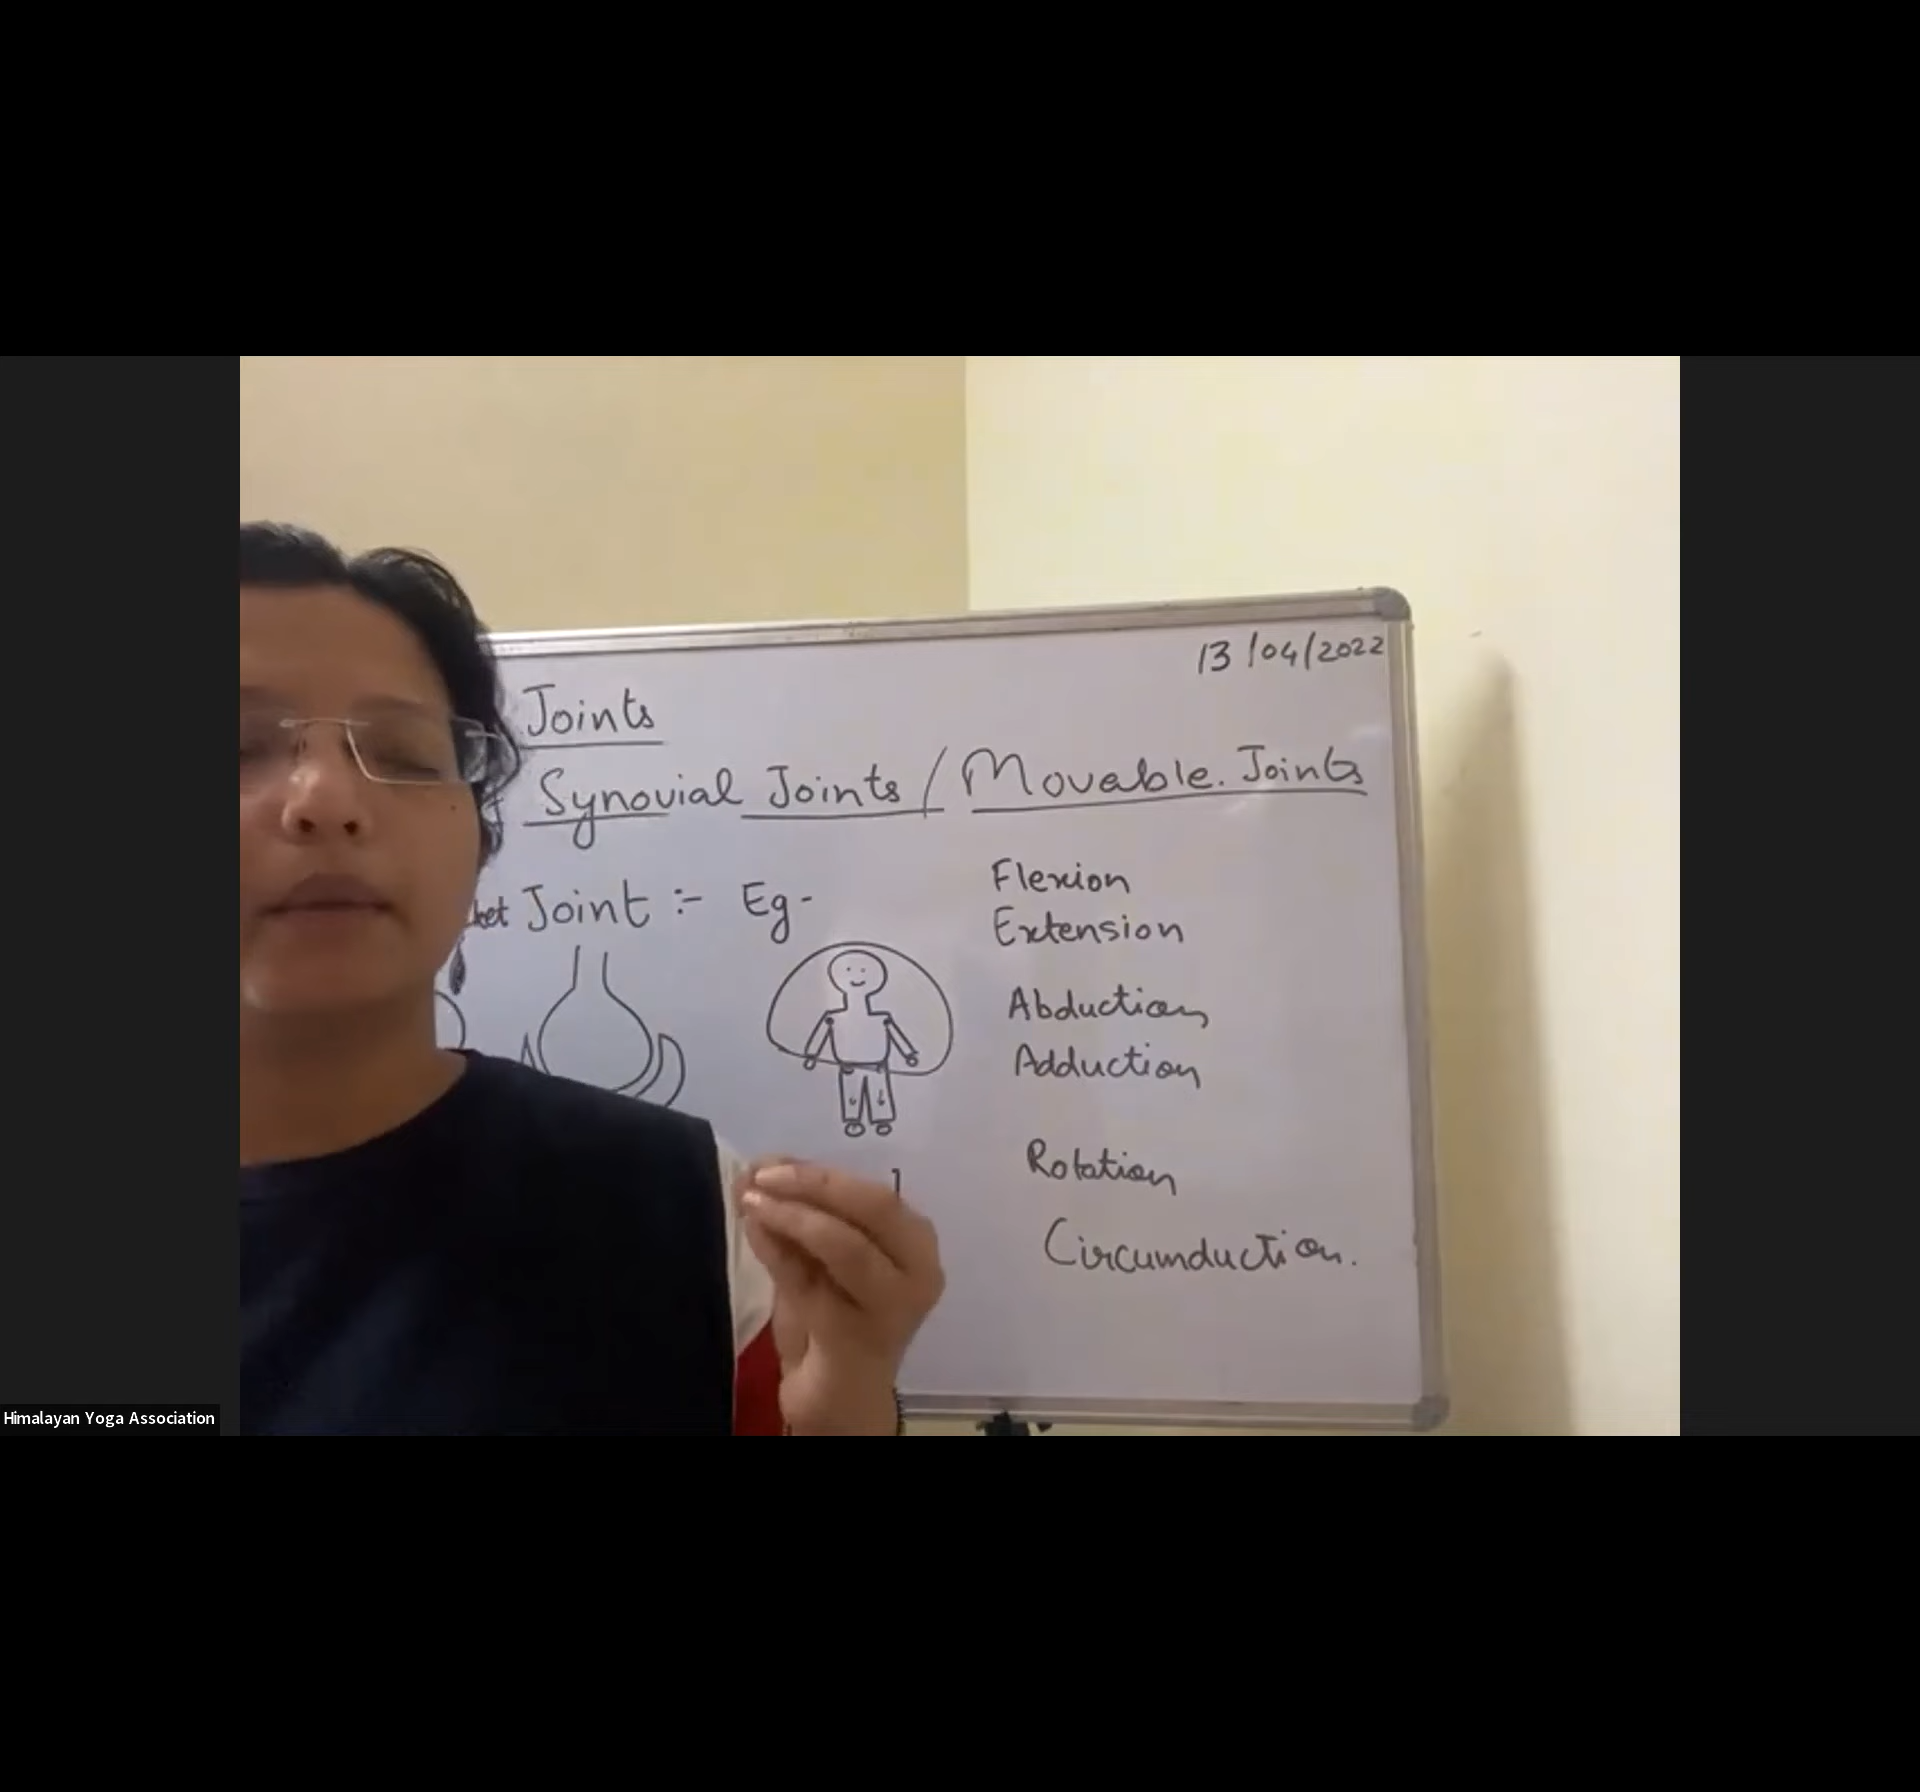 13/04/2022
Joints
Synovial Joints / Movable. Joints
ket Joint :- Eg-
Flexion
Extension
Abduction
Adduction
Rotation
Circumduction.
Himalayan Yoga Association